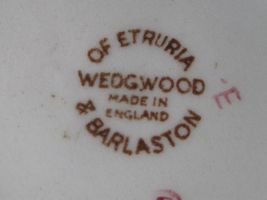 OF ETRURIA
WEDGWOOD
MADE IN
ENGLAND
& BARLASTON
E